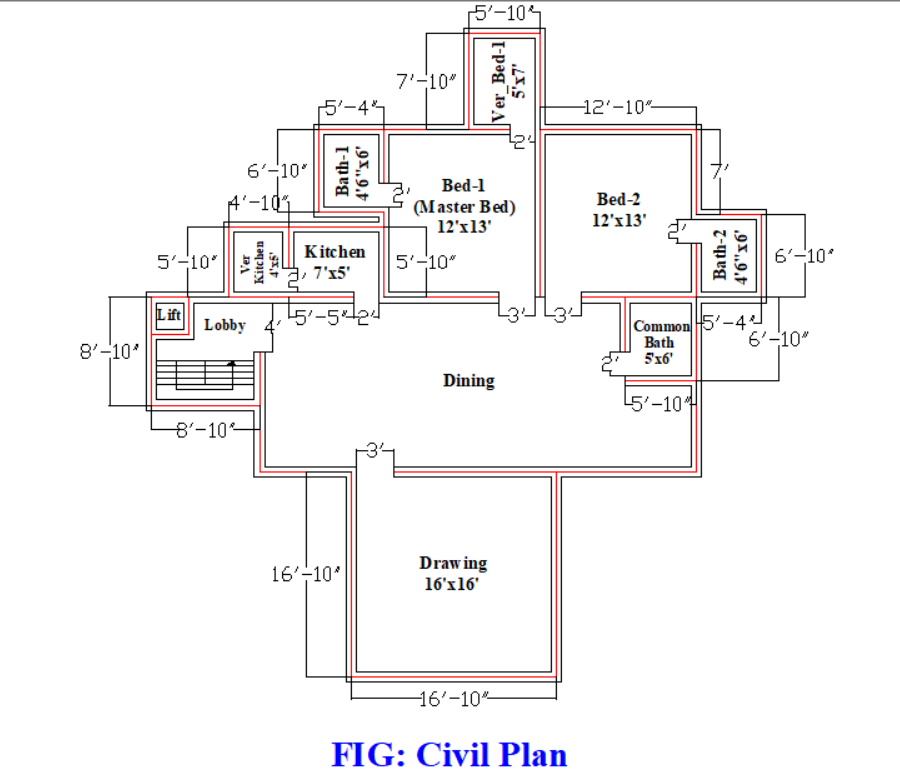 5'-10"
7'-10"
Ver_Bed-1
5'x7'
5'-4"
12'-10"
2'
6'-10"
Bath-1
4'6"x6'
2'
Bed-1
(Master Bed)
12'x13'
Bed-2
12'x13'
7'
4'-10"
2'
Bath-2
4'6"x6'
6'-10"
5'-10"
Ver
Kitchen
4'x5'
2'
Kitchen
7'x5'
5'-10"
Lift
Lobby
4'
5'-5"
2'
3'
3'
Common
Bath
5'x6'
5'-4"
6'-10"
8'-10"
2'
Dining
5'-10"
8'-10"
3'
16'-10"
Drawing
16'x16'
16'-10"
FIG: Civil Plan